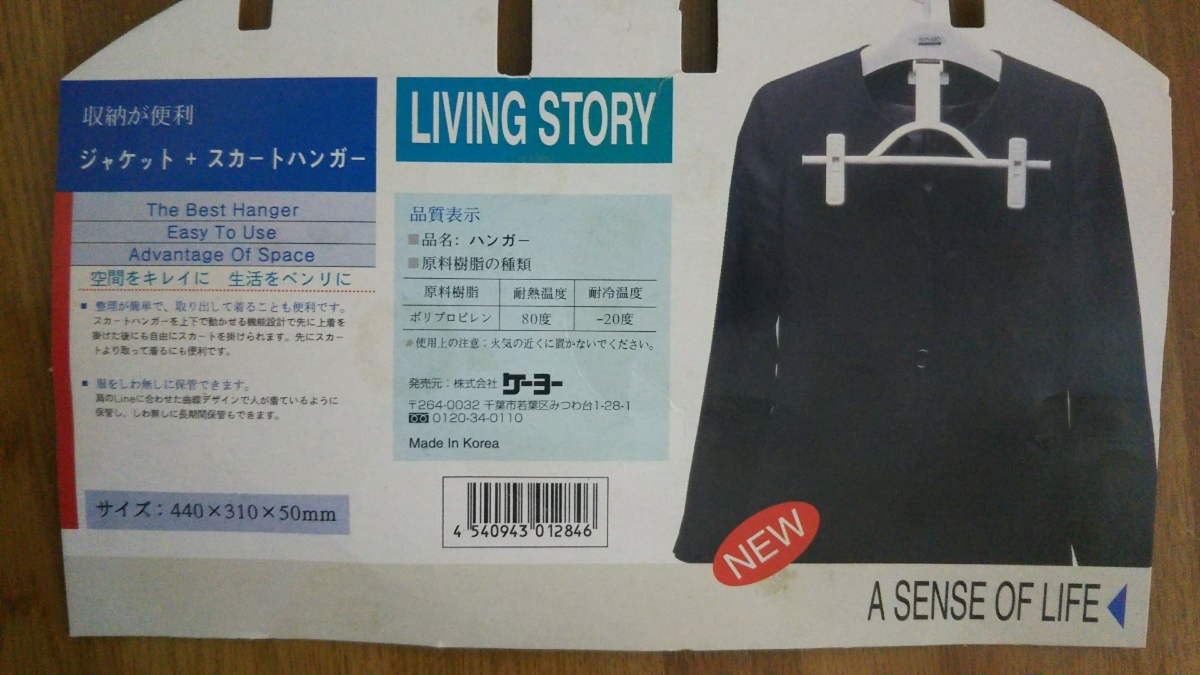 収納が便利
ジャケット + スカートハンガー
The Best Hanger
Easy To Use
Advantage Of Space
空間をキレイに 生活をベンリに
■ 整理が簡単で、取り出して着ることも便利です。
スカートハンガーを上下で動かせる機能設計で先に上着を
掛けた後にも自由にスカートを掛けられます。先にスカー
トより取って着るにも便利です。
■ 服をしわ無しに保管できます。
肩のLineに合わせた曲線デザインで人が着ているように
保管し、しわ無しに長期間保管もできます。
サイズ：440×310×50mm
LIVING STORY
品質表示
■品名：ハンガー
■原料樹脂の種類
原料樹脂 耐熱温度 耐冷温度
ポリプロピレン 80度 -20度
※使用上の注意：火気の近くに置かないでください。
発売元：株式会社 ケーヨー
〒264-0032 千葉市若葉区みつわ台1-28-1
0120-34-0110
Made In Korea
4 540943 012846
NEW
A SENSE OF LIFE